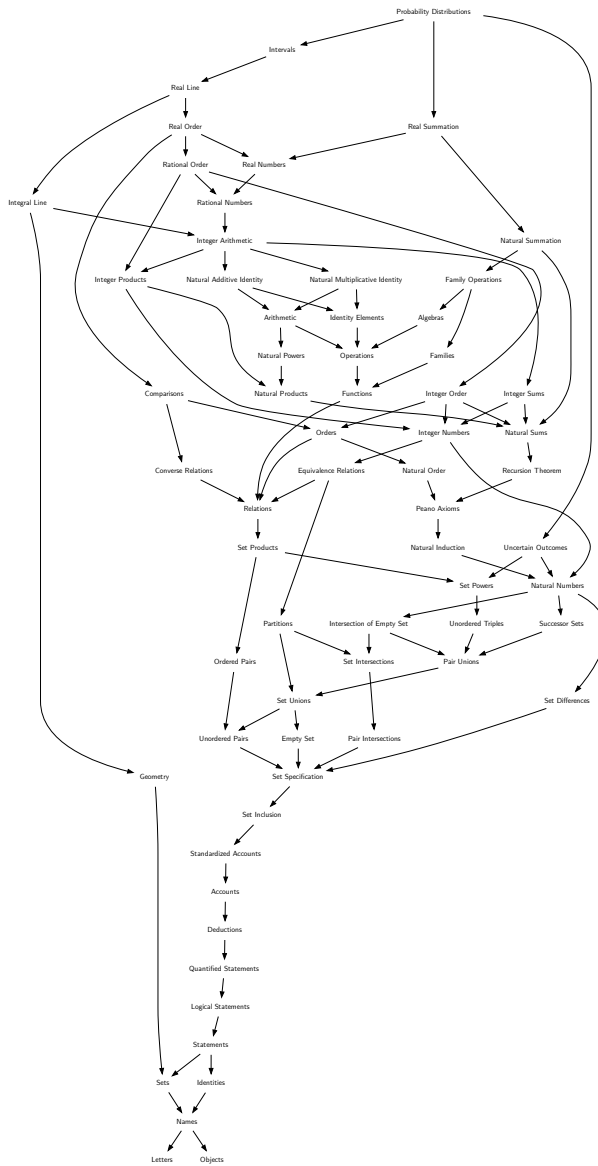 Probability Distributions
Intervals
Real Line
Real Order
Real Summation
Rational Order
Real Numbers
Integral Line
Rational Numbers
Integer Arithmetic
Natural Summation
Integer Products
Natural Additive Identity
Natural Multiplicative Identity
Family Operations
Arithmetic
Identity Elements
Algebras
Natural Powers
Operations
Families
Comparisons
Natural Products
Functions
Integer Order
Integer Sums
Orders
Integer Numbers
Natural Sums
Converse Relations
Equivalence Relations
Natural Order
Recursion Theorem
Relations
Peano Axioms
Set Products
Natural Induction
Uncertain Outcomes
Set Powers
Natural Numbers
Partitions
Intersection of Empty Set
Unordered Triples
Successor Sets
Ordered Pairs
Set Intersections
Pair Unions
Set Unions
Set Differences
Unordered Pairs
Empty Set
Pair Intersections
Geometry
Set Specification
Set Inclusion
Standardized Accounts
Accounts
Deductions
Quantified Statements
Logical Statements
Statements
Sets
Identities
Names
Letters
Objects